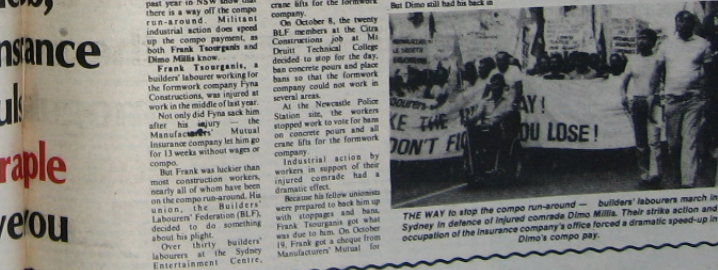 past year in NSW show that
there is a way off the compo
run-around. Militant
industrial action does speed
up the compo payment, as
both Frank Tsourganis and
Dimo Millis know.
Frank Tsourganis, a
builders' labourer working for
the formwork company Fyna
Constructions, was injured at
work in the middle of last year.
Not only did Fyna sack him
after his injury — the
Manufacturers' Mutual
Insurance company let him go
for 13 weeks without wages or
compo.
But Frank was luckier than
most construction workers,
nearly all of whom have been
on the compo run-around. His
union, the Builders'
Labourers' Federation (BLF),
decided to do something
about his plight.
Over thirty builders'
labourers at the Sydney
Entertainment Centre,
crane lifts for the formwork
company.
On October 8, the twenty
BLF members at the Citra
Constructions job at Mt
Druitt Technical College
decided to stop for the day,
ban concrete pours and place
bans so that the formwork
company could not work in
several areas.
At the Newcastle Police
Station site, the workers
stopped work to vote for bans
on concrete pours and all
crane lifts for the formwork
company.
Industrial action by
workers in support of their
injured comrade had a
dramatic effect.
Because his fellow unionists
were prepared to back him up
with stoppages and bans,
Frank Tsourganis got what
was due to him. On October
19, Frank got a cheque from
Manufacturers' Mutual for
But Dimo still had his back in
AY!
KE THE
DON'T FI
OU LOSE!
THE WAY to stop the compo run-around — builders' labourers march in
Sydney in defence of injured comrade Dimo Millis. Their strike action and
occupation of the insurance company's office forced a dramatic speed-up in
Dimo's compo pay.